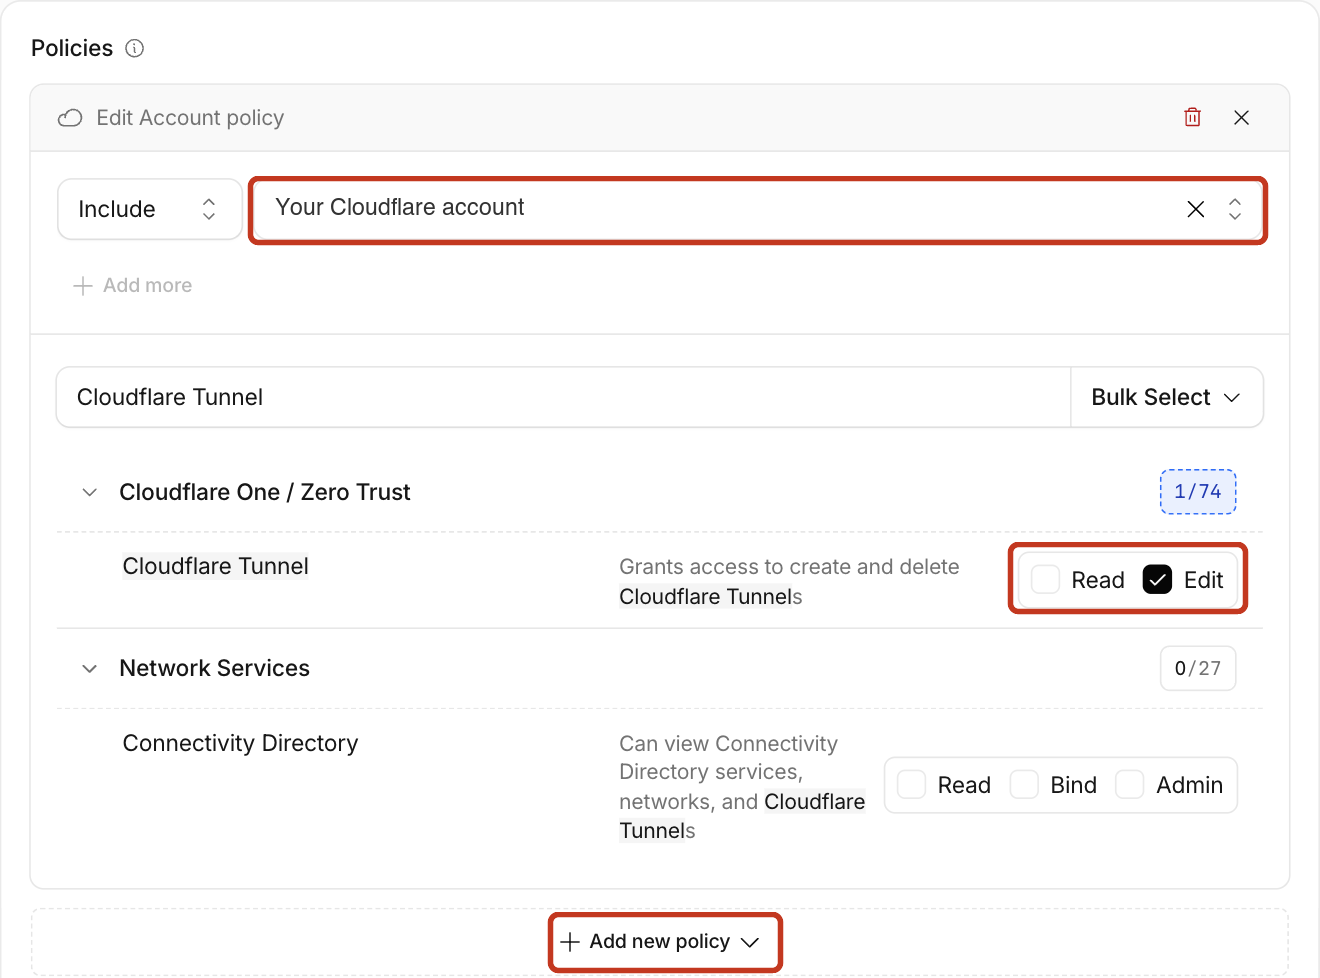 Policies
Edit Account policy
Include
Your Cloudflare account
Add more
Cloudflare Tunnel
Bulk Select
Cloudflare One / Zero Trust
1/74
Cloudflare Tunnel
Grants access to create and delete
Cloudflare Tunnels
Read
Edit
Network Services
0/27
Connectivity Directory
Can view Connectivity
Directory services,
networks, and Cloudflare
Tunnels
Read
Bind
Admin
Add new policy